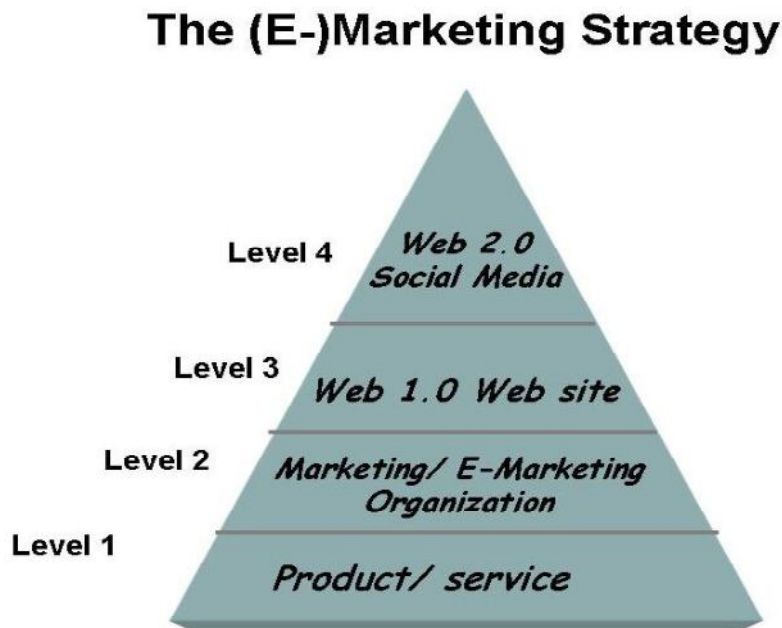 The (E-)Marketing Strategy
Level 4
Web 2.0
Social Media
Level 3
Web 1.0 Web site
Level 2
Marketing/ E-Marketing
Organization
Level 1
Product/ service